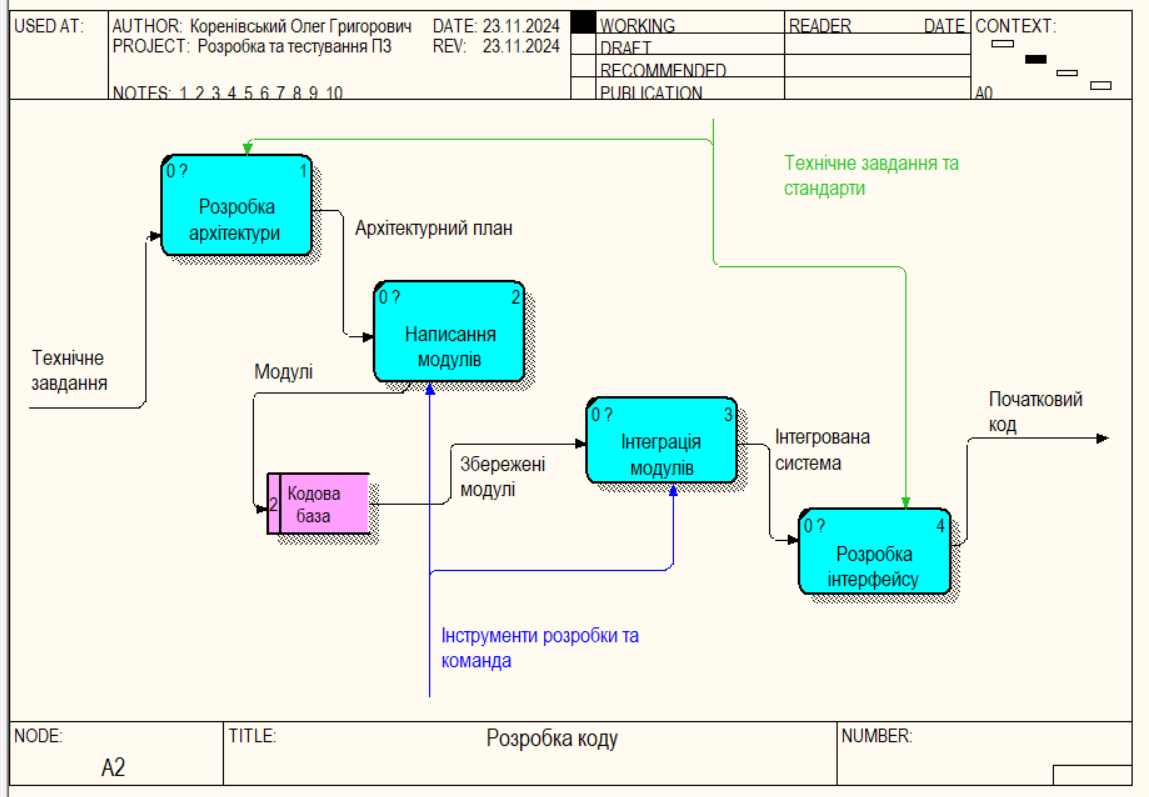 USED AT:
AUTHOR: Коренівський Олег Григорович
DATE: 23.11.2024
PROJECT: Розробка та тестування ПЗ
REV: 23.11.2024
NOTES: 1 2 3 4 5 6 7 8 9 10
WORKING
DRAFT
RECOMMENDED
PUBLICATION
READER
DATE
CONTEXT:
A0
0 ?
1
Розробка
архітектури
Технічне завдання та
стандарти
Архітектурний план
0 ?
2
Написання
модулів
Технічне
завдання
Модулі
0 ?
3
Інтеграція
модулів
Початковий
код
Інтегрована
система
Збережені
модулі
2
Кодова
база
0 ?
4
Розробка
інтерфейсу
Інструменти розробки та
команда
NODE:
A2
TITLE:
Розробка коду
NUMBER: